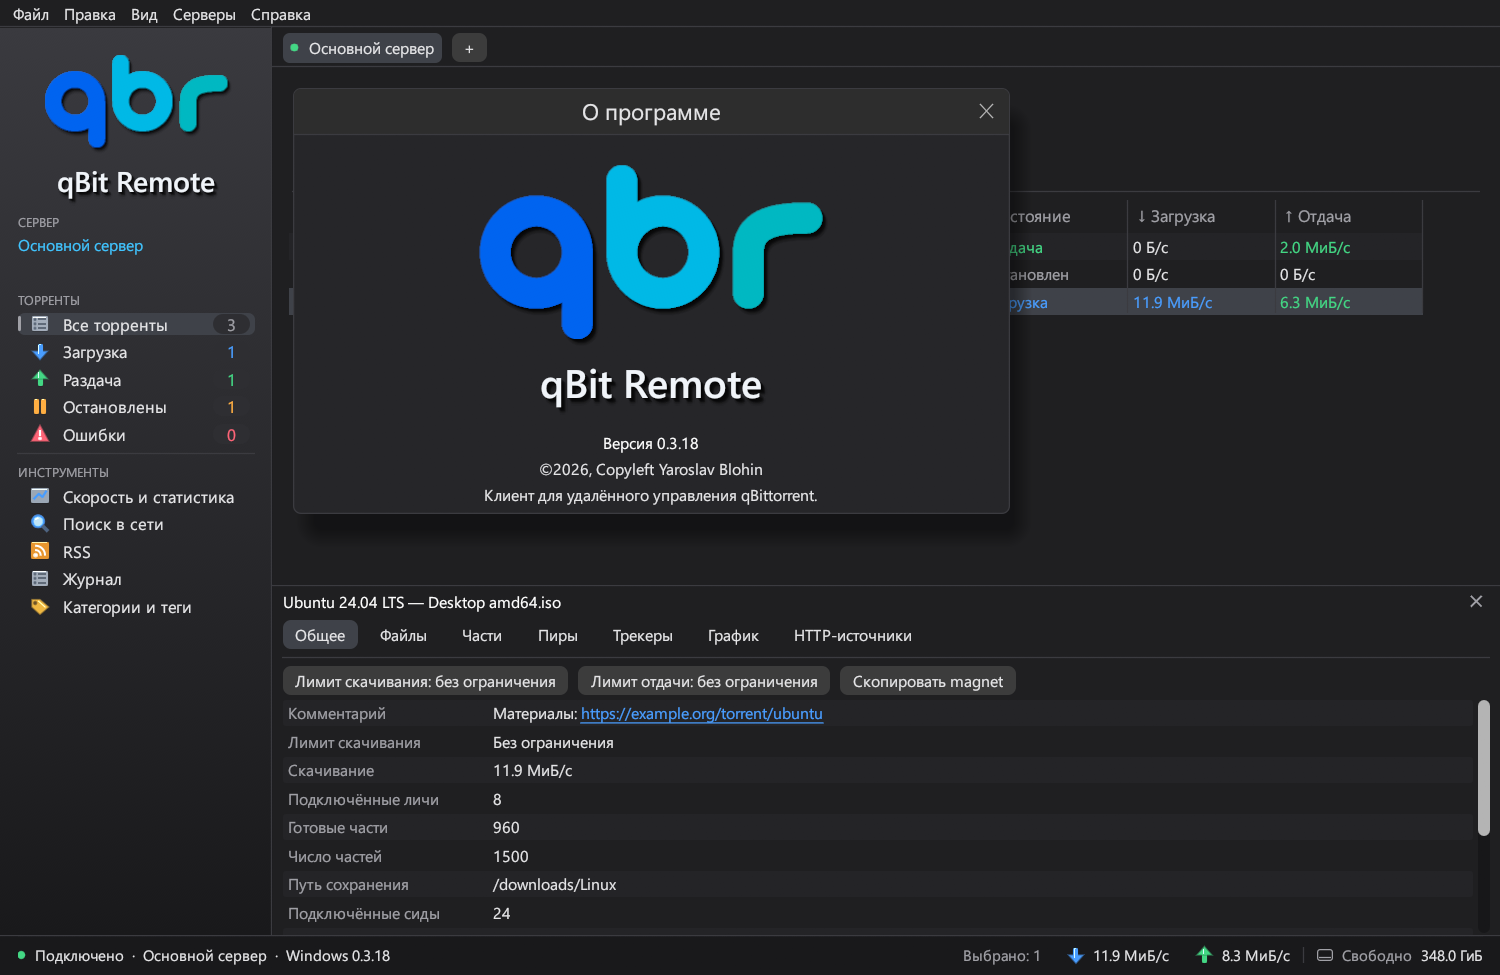 Файл Правка Вид Серверы Справка
qbr
qBit Remote
СЕРВЕР
Основной сервер
ТОРРЕНТЫ
Все торренты 3
Загрузка 1
Раздача 1
Остановлены 1
Ошибки 0
ИНСТРУМЕНТЫ
Скорость и статистика
Поиск в сети
RSS
Журнал
Категории и теги
Основной сервер +
О программе
qbr
qBit Remote
Версия 0.3.18
©2026, Copyleft Yaroslav Blohin
Клиент для удалённого управления qBittorrent.
стояние ↓ Загрузка ↑ Отдача
дача 0 Б/с 2.0 МиБ/с
ановлен 0 Б/с 0 Б/с
рузка 11.9 МиБ/с 6.3 МиБ/с
Ubuntu 24.04 LTS — Desktop amd64.iso
Общее Файлы Части Пиры Трекеры График HTTP-источники
Лимит скачивания: без ограничения Лимит отдачи: без ограничения Скопировать magnet
Комментарий Материалы: https://example.org/torrent/ubuntu
Лимит скачивания Без ограничения
Скачивание 11.9 МиБ/с
Подключённые личи 8
Готовые части 960
Число частей 1500
Путь сохранения /downloads/Linux
Подключённые сиды 24
Подключено · Основной сервер · Windows 0.3.18 Выбрано: 1 11.9 МиБ/с 8.3 МиБ/с Свободно 348.0 ГиБ